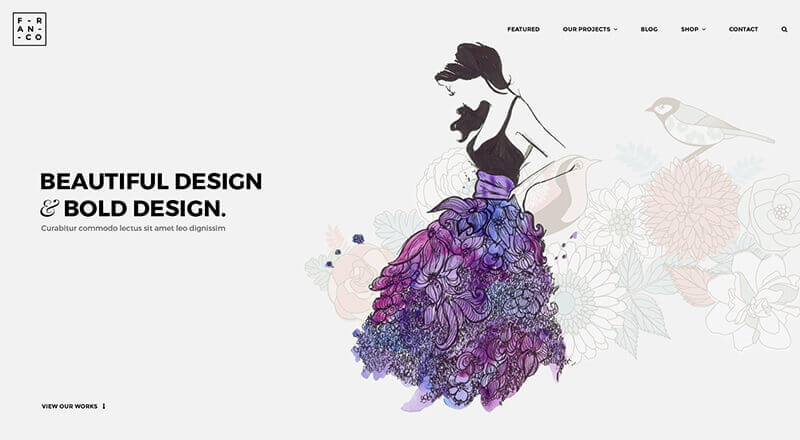 F-R
AN-
-CO
FEATURED OUR PROJECTS BLOG SHOP CONTACT
BEAUTIFUL DESIGN
& BOLD DESIGN.
Curabitur commodo lectus sit amet leo dignissim
VIEW OUR WORKS